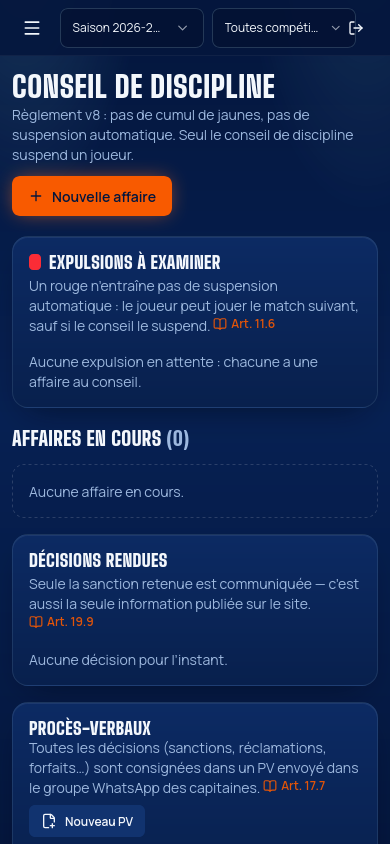 Saison 2026-2...
Toutes compéti...
CONSEIL DE DISCIPLINE
Règlement v8 : pas de cumul de jaunes, pas de
suspension automatique. Seul le conseil de discipline
suspend un joueur.
Nouvelle affaire
EXPULSIONS À EXAMINER
Un rouge n'entraîne pas de suspension
automatique : le joueur peut jouer le match suivant,
sauf si le conseil le suspend. Art. 11.6
Aucune expulsion en attente : chacune a une
affaire au conseil.
AFFAIRES EN COURS (0)
Aucune affaire en cours.
DÉCISIONS RENDUES
Seule la sanction retenue est communiquée — c'est
aussi la seule information publiée sur le site.
Art. 19.9
Aucune décision pour l'instant.
PROCÈS-VERBAUX
Toutes les décisions (sanctions, réclamations,
forfaits…) sont consignées dans un PV envoyé dans
le groupe WhatsApp des capitaines. Art. 17.7
Nouveau PV